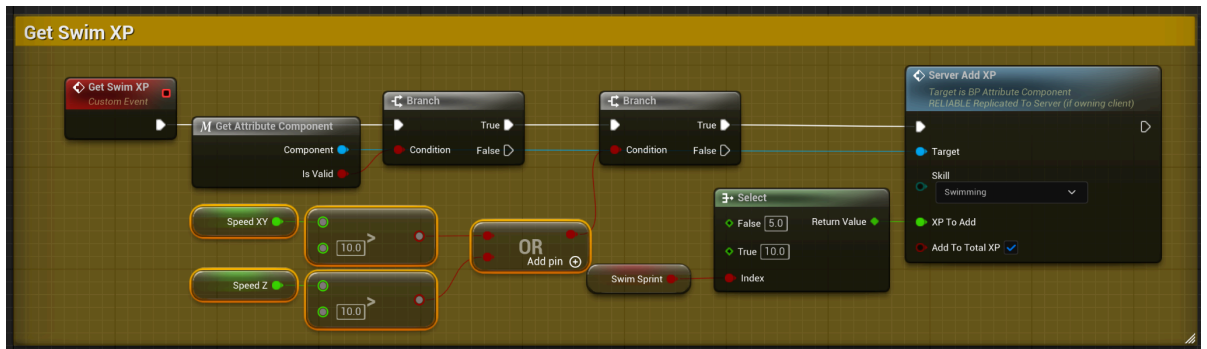 Get Swim XP
Get Swim XP
Custom Event
M Get Attribute Component
Component
Is Valid
Branch
True
Condition
False
Branch
True
Condition
False
Server Add XP
Target is BP Attribute Component
RELIABLE Replicated To Server (if owning client)
Target
Skill
Swimming
XP To Add
Add To Total XP
Speed XY
10.0
>
Speed Z
10.0
>
OR
Add pin
Swim Sprint
Select
False 5.0
Return Value
True 10.0
Index